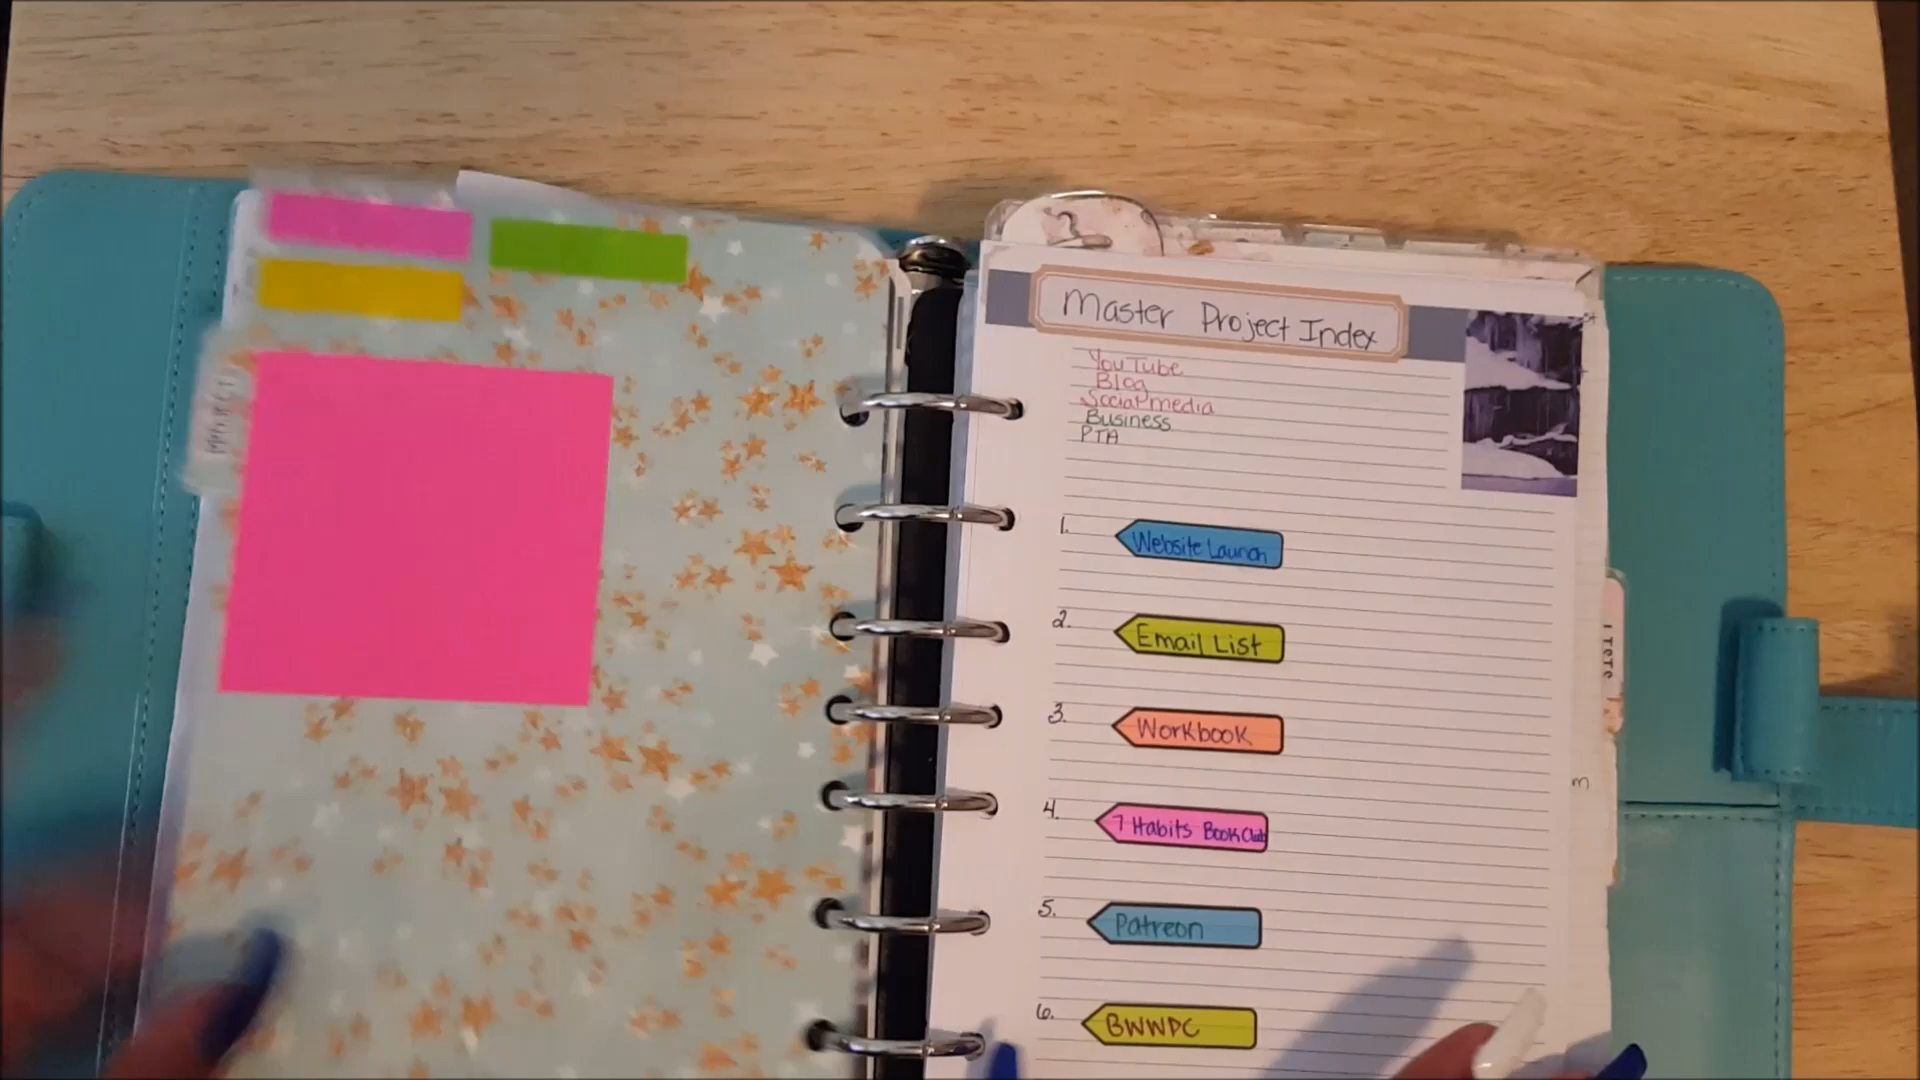 Master Project Index
YouTube
Blog
Social media
Business
PTA
1. Website Launch
2. Email List
3. Workbook
4. 7 Habits Book Club
5. Patreon
6. BWWPC